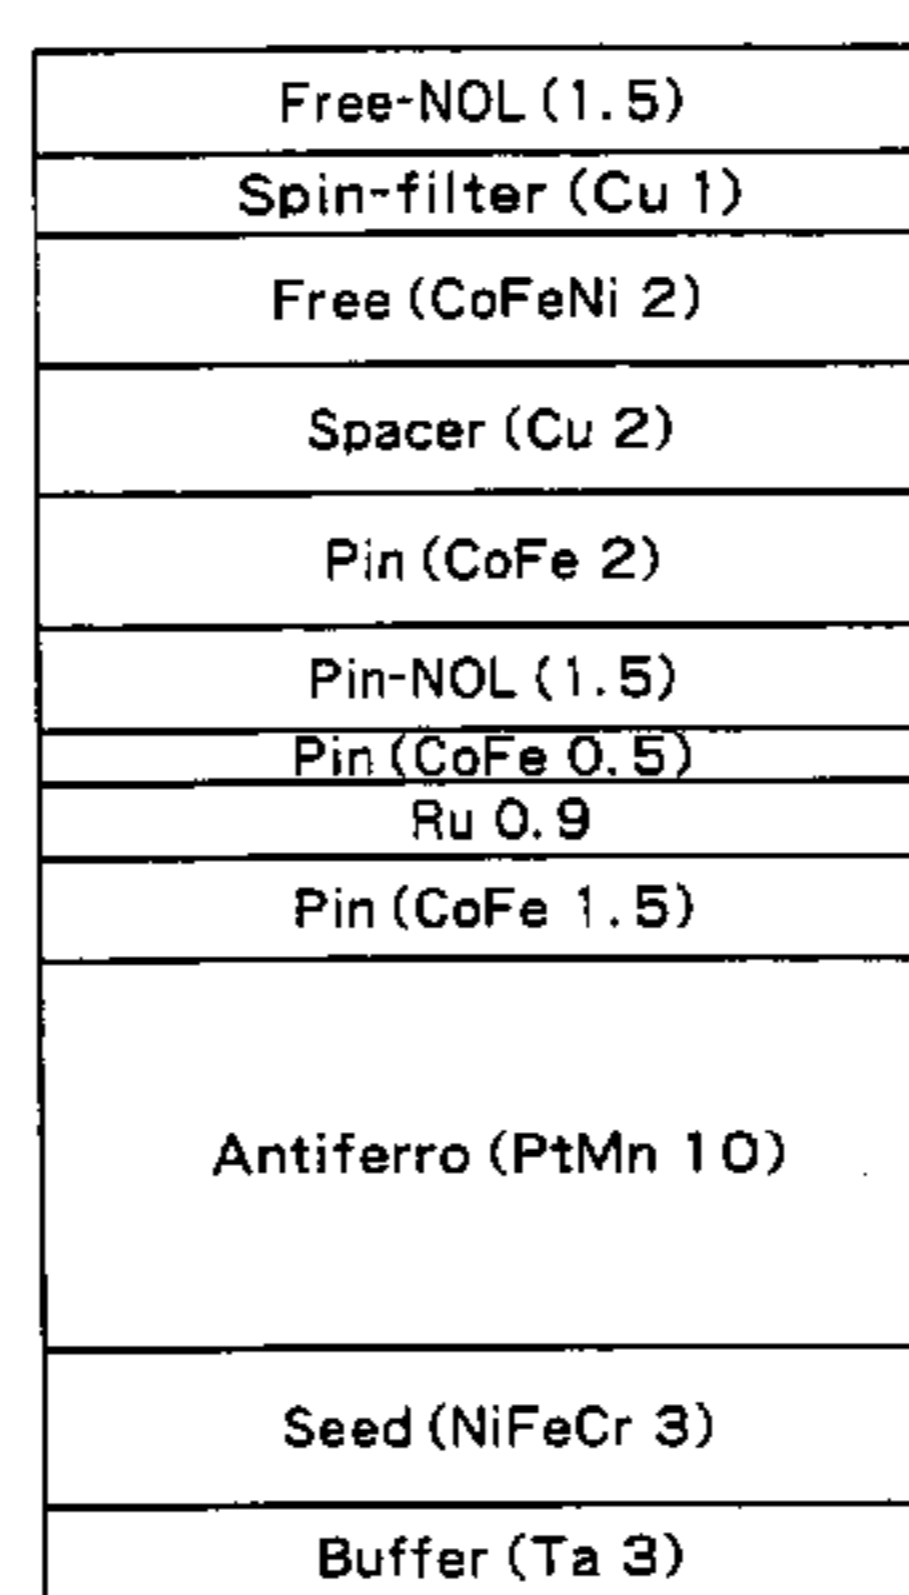 Free-NOL (1.5)
Spin-filter (Cu 1)
Free (CoFeNi 2)
Spacer (Cu 2)
Pin (CoFe 2)
Pin-NOL (1.5)
Pin (CoFe 0.5)
Ru 0.9
Pin (CoFe 1.5)
Antiferro (PtMn 10)
Seed (NiFeCr 3)
Buffer (Ta 3)